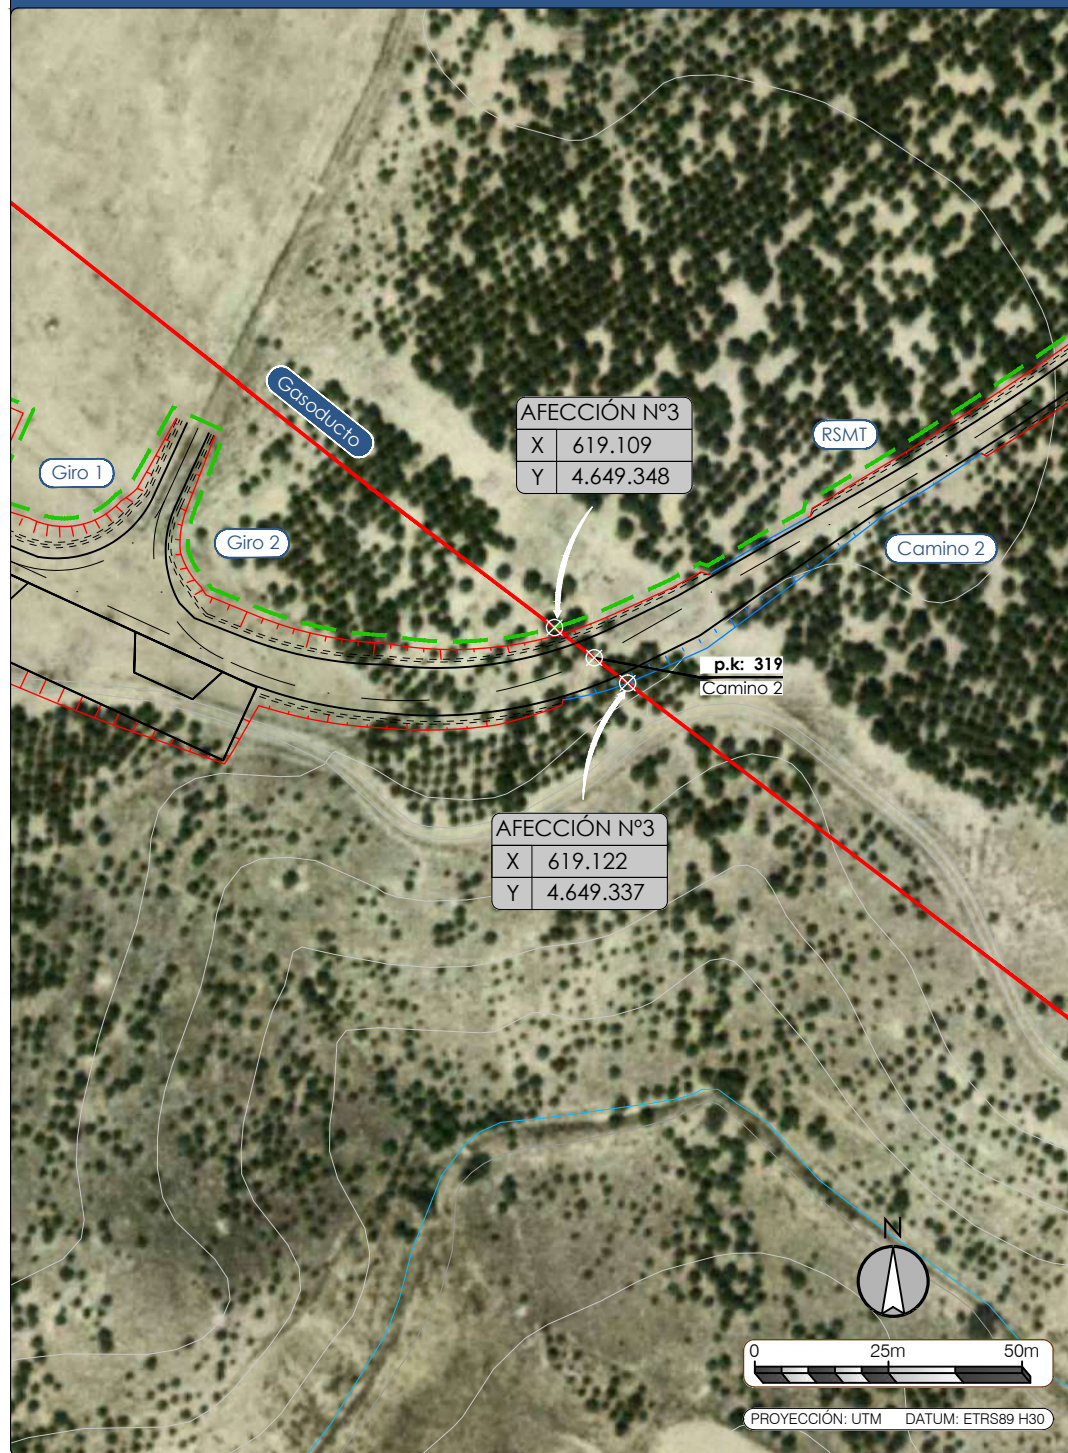 Gasoducto
AFECCIÓN Nº3
X 619.109
Y 4.649.348
RSMT
Giro 1
Giro 2
Camino 2
p.k: 319
Camino 2
AFECCIÓN Nº3
X 619.122
Y 4.649.337
N
0 25m 50m
PROYECCIÓN: UTM DATUM: ETRS89 H30